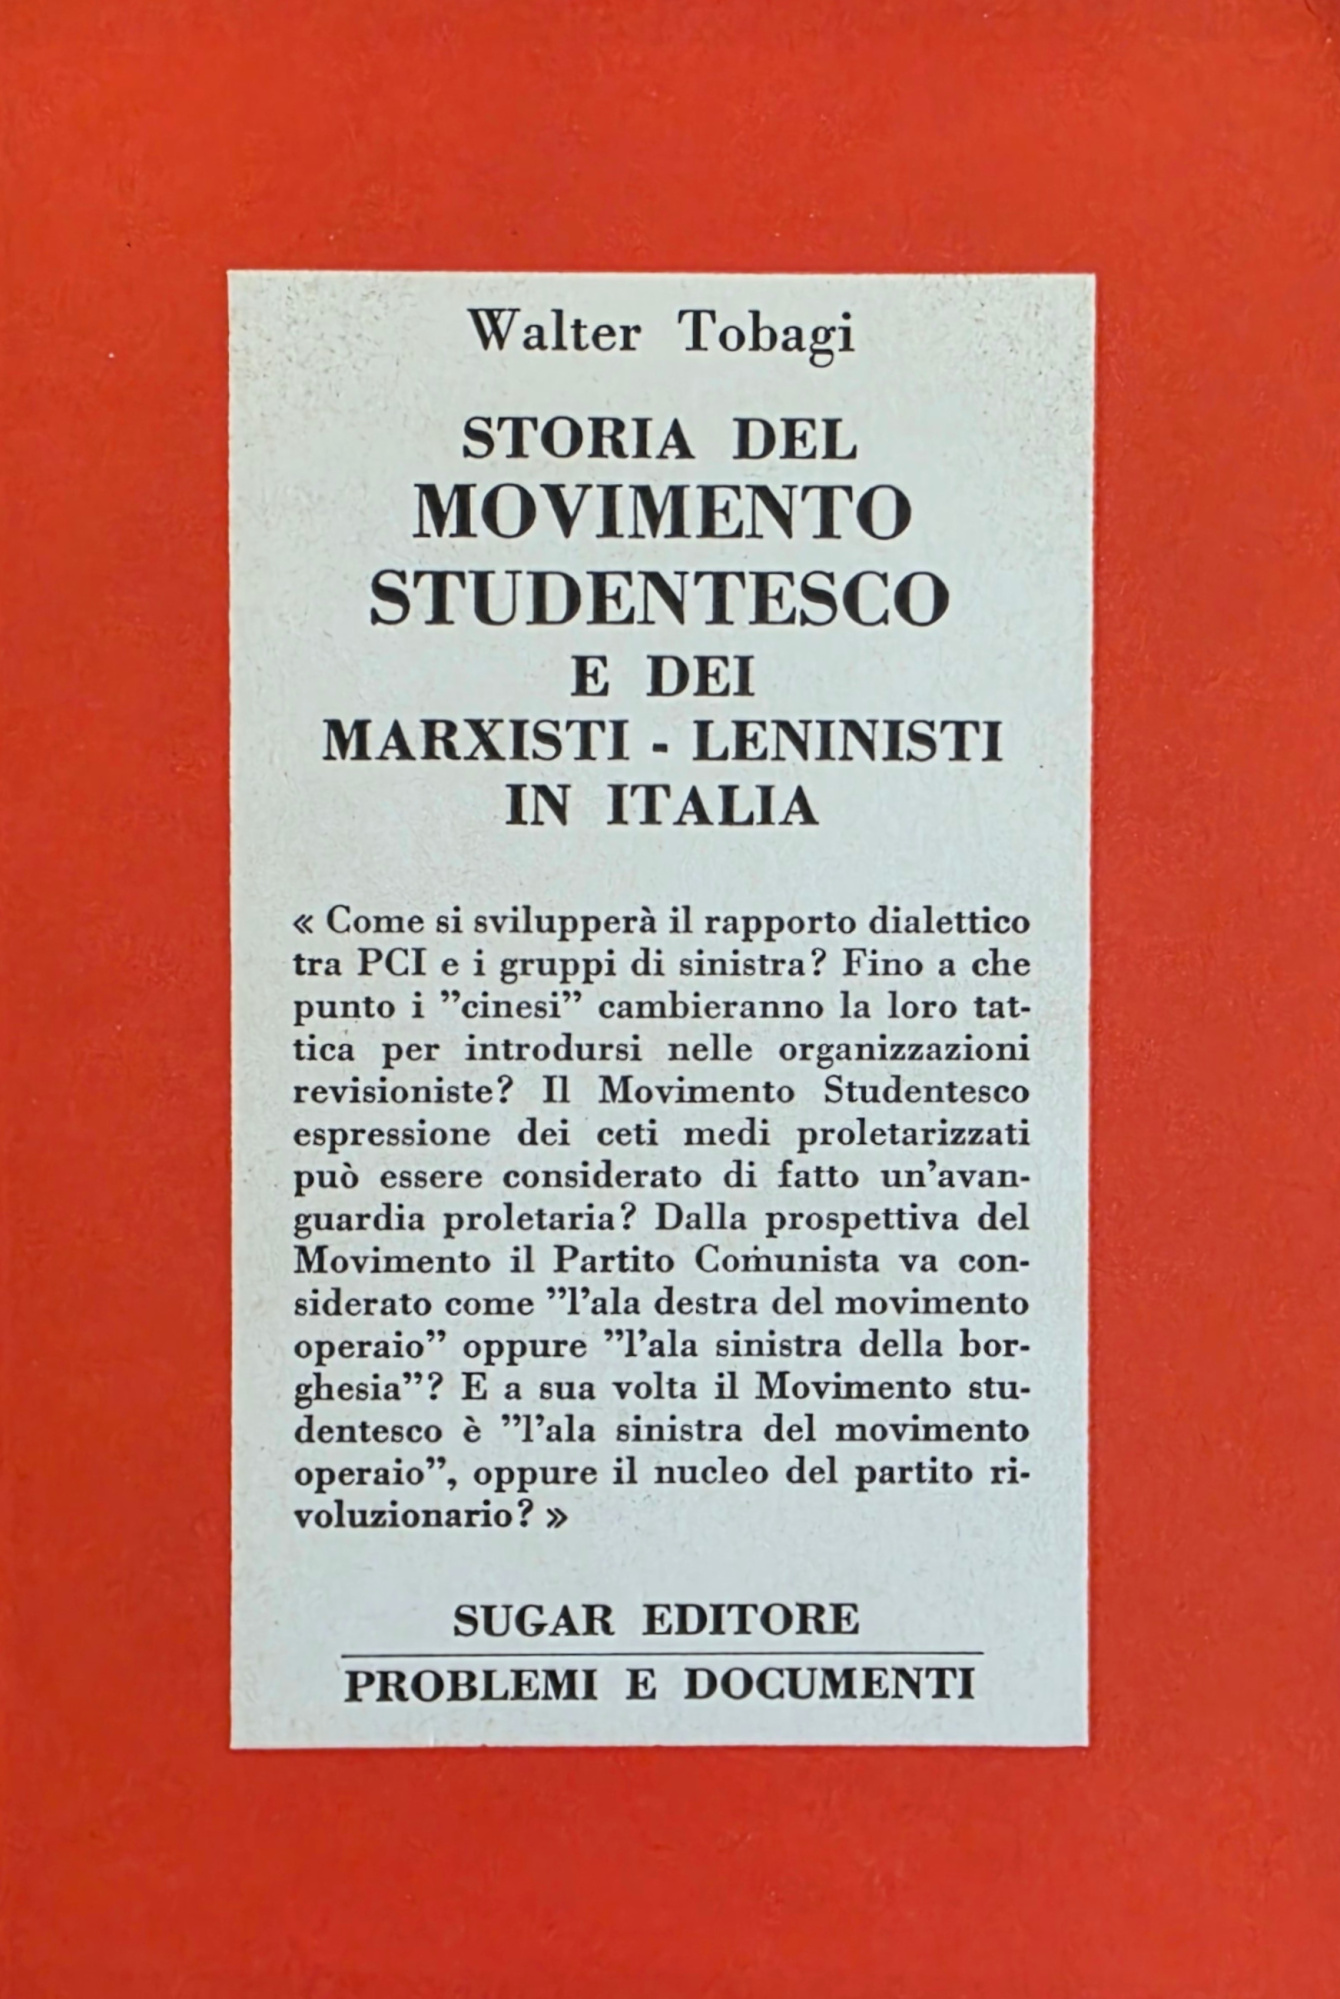 Walter Tobagi
STORIA DEL
MOVIMENTO
STUDENTESCO
E DEI
MARXISTI - LENINISTI
IN ITALIA
« Come si svilupperà il rapporto dialettico
tra PCI e i gruppi di sinistra? Fino a che
punto i ”cinesi” cambieranno la loro tat-
tica per introdursi nelle organizzazioni
revisioniste? Il Movimento Studentesco
espressione dei ceti medi proletarizzati
può essere considerato di fatto un’avan-
guardia proletaria? Dalla prospettiva del
Movimento il Partito Comunista va con-
siderato come ”l’ala destra del movimento
operaio” oppure ”l’ala sinistra della bor-
ghesia”? E a sua volta il Movimento stu-
dentesco è ”l’ala sinistra del movimento
operaio”, oppure il nucleo del partito ri-
voluzionario? »
SUGAR EDITORE
PROBLEMI E DOCUMENTI